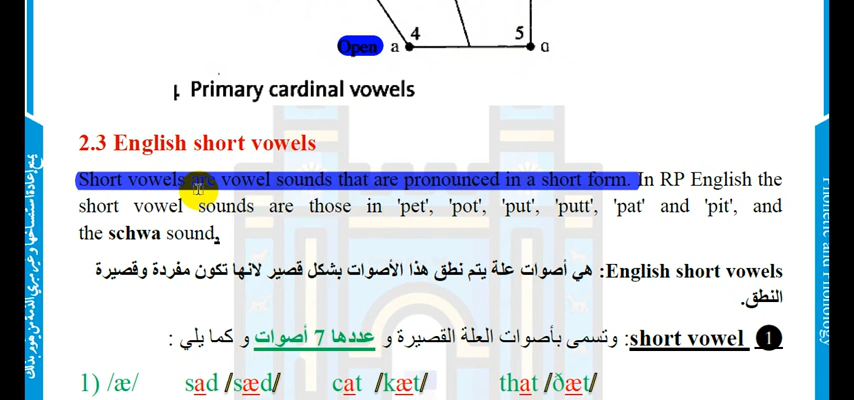 4 5
Open a ɑ
Primary cardinal vowels
2.3 English short vowels
Short vowels are vowel sounds that are pronounced in a short form. In RP English the
short vowel sounds are those in 'pet', 'pot', 'put', 'putt', 'pat' and 'pit', and
the schwa sound.
English short vowels: هي أصوات علة يتم نطق هذا الأصوات بشكل قصير لانها تكون مفردة وقصيرة
النطق.
1 short vowel: وتسمى بأصوات العلة القصيرة و عددها 7 أصوات و كما يلي :
1) /æ/ sad /sæd/ cat /kæt/ that /ðæt/
Phonetic and Phonology